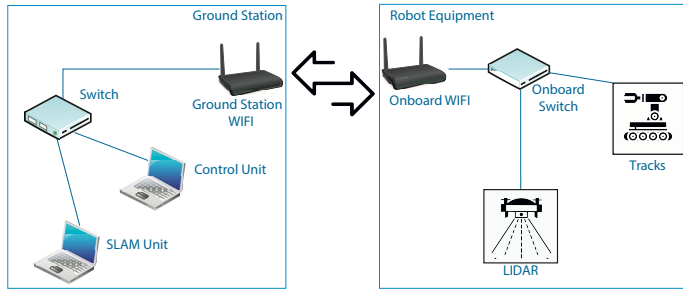 Ground Station
Switch
Ground Station
WIFI
Control Unit
SLAM Unit
Robot Equipment
Onboard WIFI
Onboard
Switch
Tracks
LIDAR